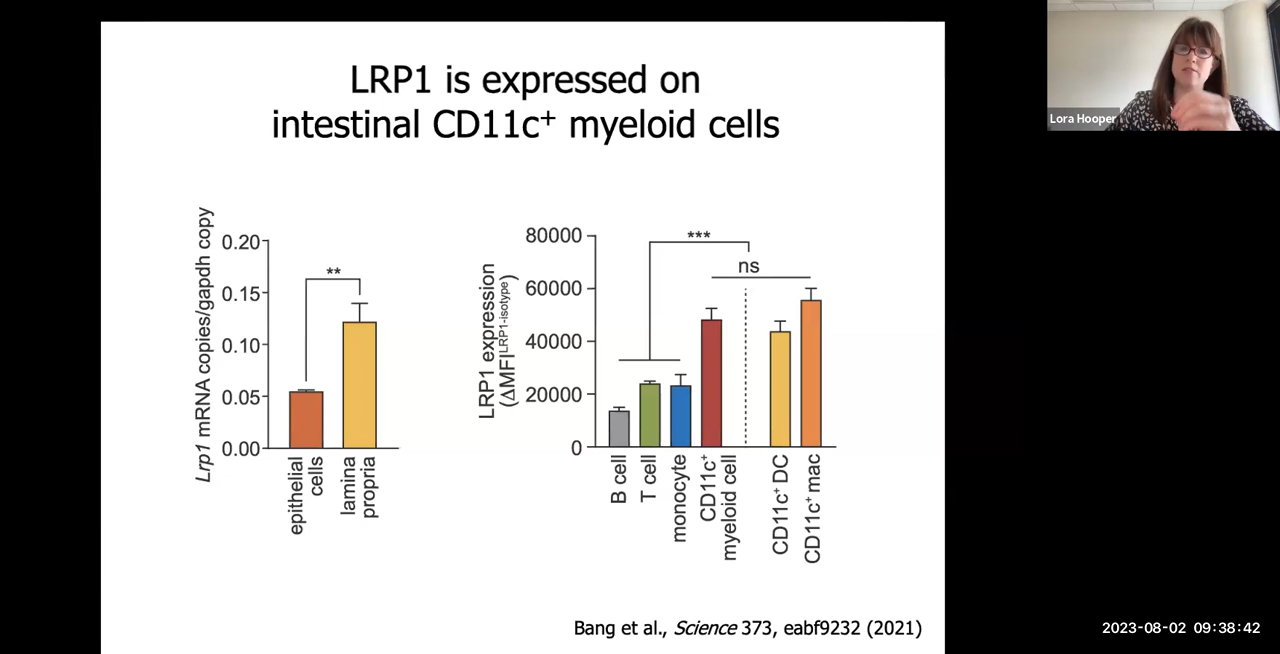 LRP1 is expressed on
intestinal CD11c⁺ myeloid cells
Lrp1 mRNA copies/gapdh copy
0.20
0.15
0.10
0.05
0.00
**
epithelial
cells
lamina
propria
LRP1 expression
(ΔMFI^LRP1-isotype)
80000
60000
40000
20000
0
***
ns
B cell
T cell
monocyte
CD11c⁺
myeloid cell
CD11c⁺ DC
CD11c⁺ mac
Bang et al., Science 373, eabf9232 (2021)
Lora Hooper
2023-08-02 09:38:42